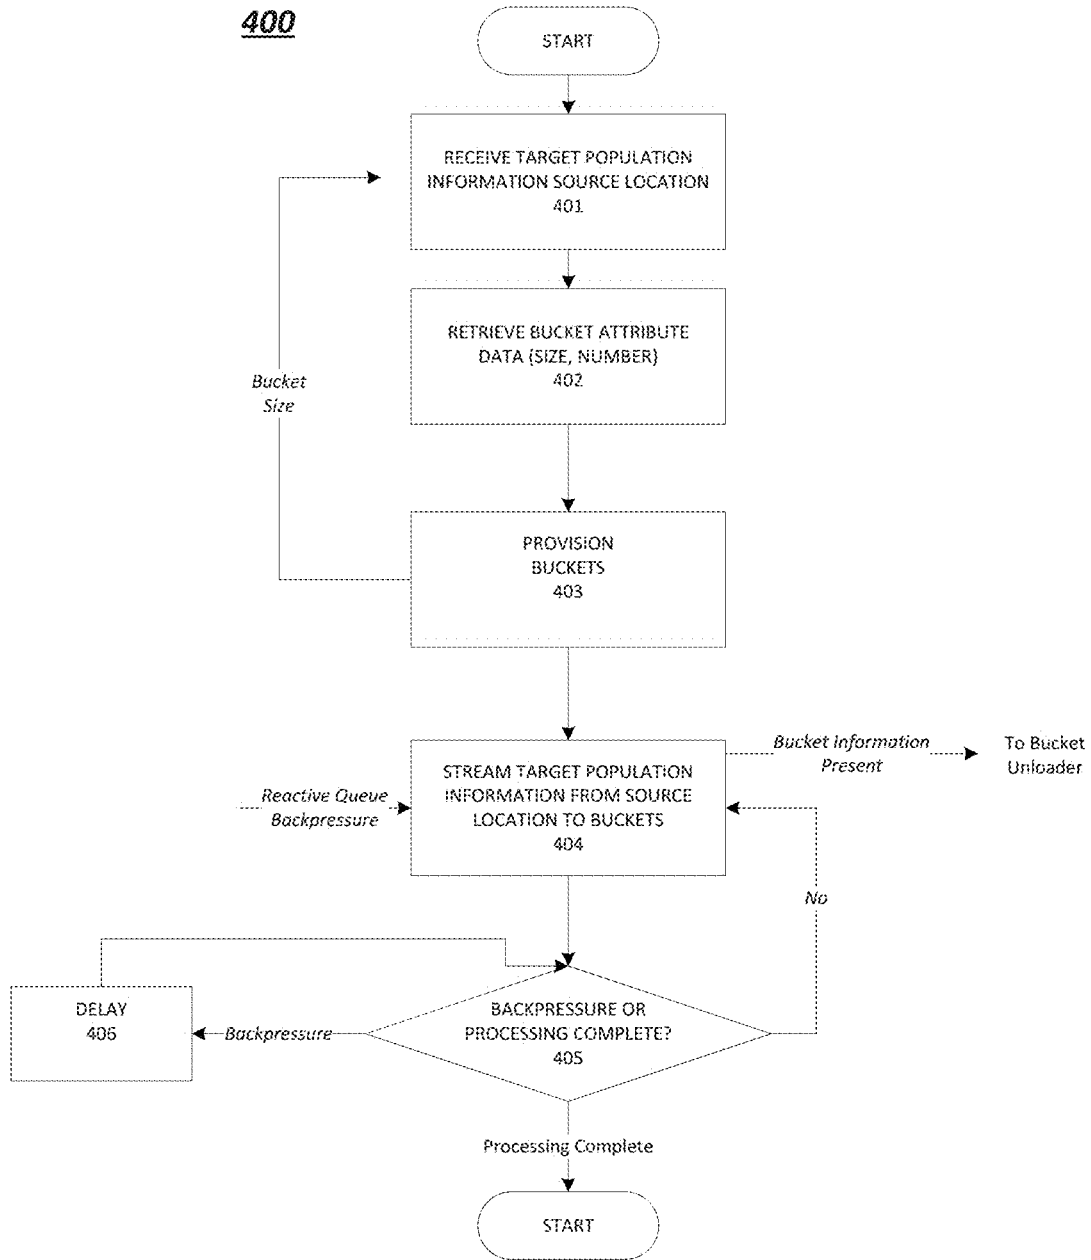 400
START
RECEIVE TARGET POPULATION
INFORMATION SOURCE LOCATION
401
RETRIEVE BUCKET ATTRIBUTE
DATA (SIZE, NUMBER)
402
Bucket
Size
PROVISION
BUCKETS
403
STREAM TARGET POPULATION
INFORMATION FROM SOURCE
LOCATION TO BUCKETS
404
Bucket Information
Present
To Bucket
Unloader
Reactive Queue
Backpressure
No
DELAY
406
Backpressure
BACKPRESSURE OR
PROCESSING COMPLETE?
405
Processing Complete
START